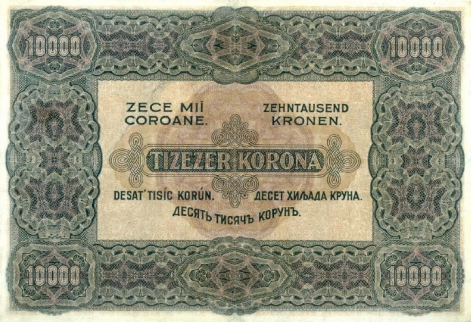 10000 10000
ZECE MII ZEHNTAUSEND
COROANE. KRONEN.
TIZEZER KORONA
DESAT' TISÍC KORÚN. ДЕСЕТ ХИЉАДА КРУНА.
ДЕСЯТЬ ТИСЯЧЪ КОРУНЪ.
10000 10000